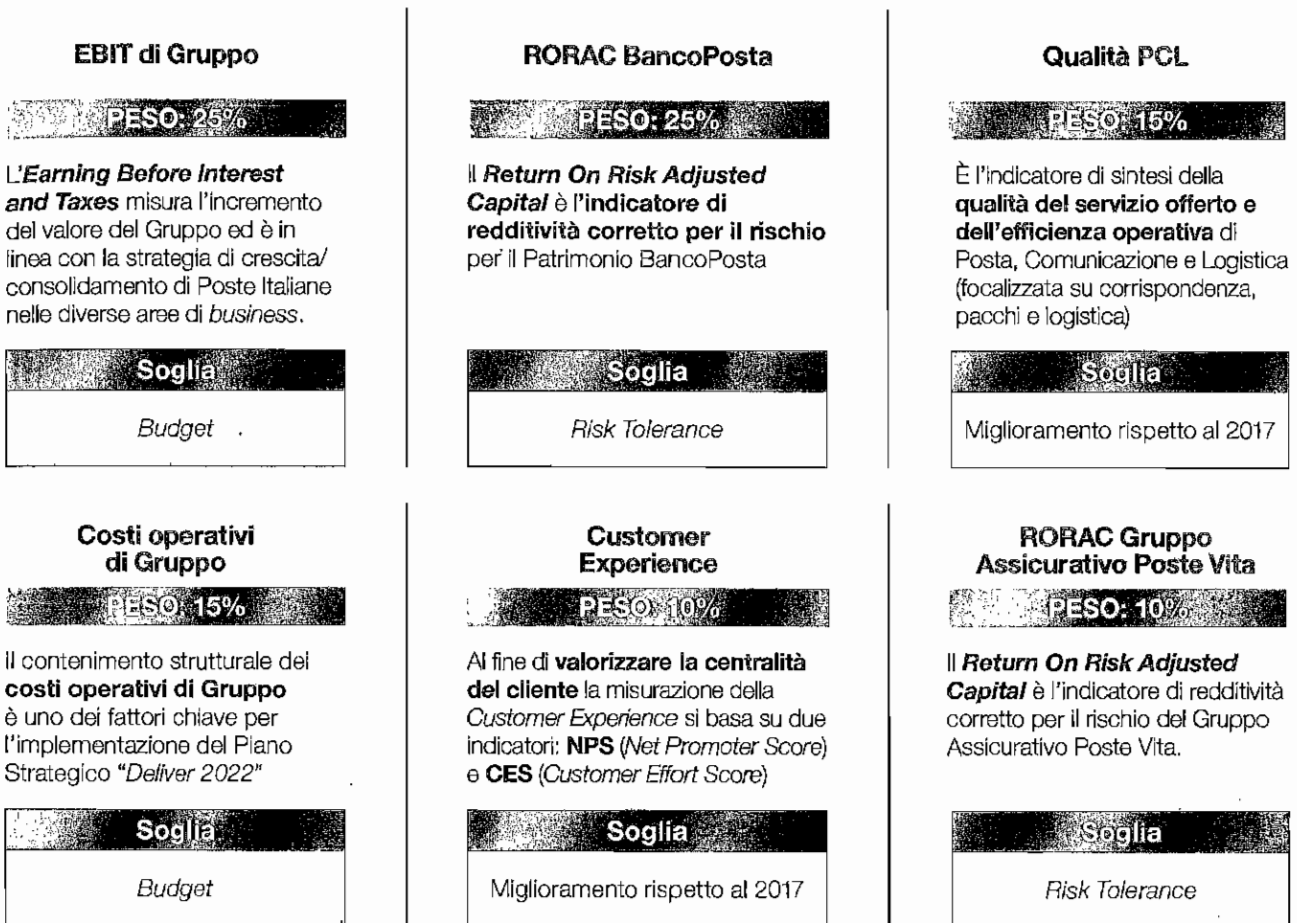 EBIT di Gruppo
PESO: 25%
L'Earning Before Interest
and Taxes misura l'incremento
del valore del Gruppo ed è in
linea con la strategia di crescita/
consolidamento di Poste Italiane
nelle diverse aree di business.
Soglia
Budget
RORAC BancoPosta
PESO: 25%
Il Return On Risk Adjusted
Capital è l'indicatore di
redditività corretto per il rischio
per il Patrimonio BancoPosta
Soglia
Risk Tolerance
Qualità PCL
PESO: 15%
È l'indicatore di sintesi della
qualità del servizio offerto e
dell'efficienza operativa di
Posta, Comunicazione e Logistica
(focalizzata su corrispondenza,
pacchi e logistica)
Soglia
Miglioramento rispetto al 2017
Costi operativi
di Gruppo
PESO: 15%
Il contenimento strutturale dei
costi operativi di Gruppo
è uno dei fattori chiave per
l'implementazione del Piano
Strategico "Deliver 2022"
Soglia
Budget
Customer
Experience
PESO: 10%
Al fine di valorizzare la centralità
del cliente la misurazione della
Customer Experience si basa su due
indicatori: NPS (Net Promoter Score)
e CES (Customer Effort Score)
Soglia
Miglioramento rispetto al 2017
RORAC Gruppo
Assicurativo Poste Vita
PESO: 10%
Il Return On Risk Adjusted
Capital è l'indicatore di redditività
corretto per il rischio del Gruppo
Assicurativo Poste Vita.
Soglia
Risk Tolerance